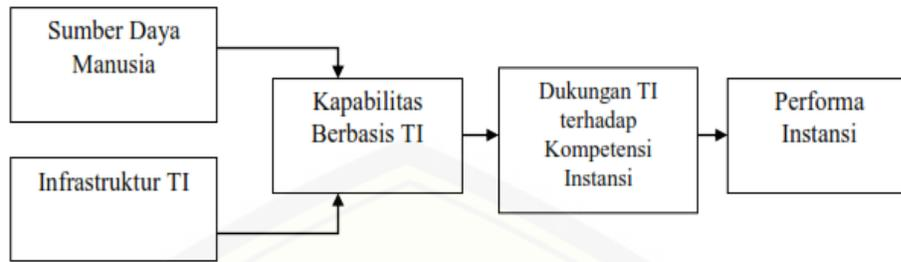 Sumber Daya
Manusia
Infrastruktur TI
Kapabilitas
Berbasis TI
Dukungan TI
terhadap
Kompetensi
Instansi
Performa
Instansi